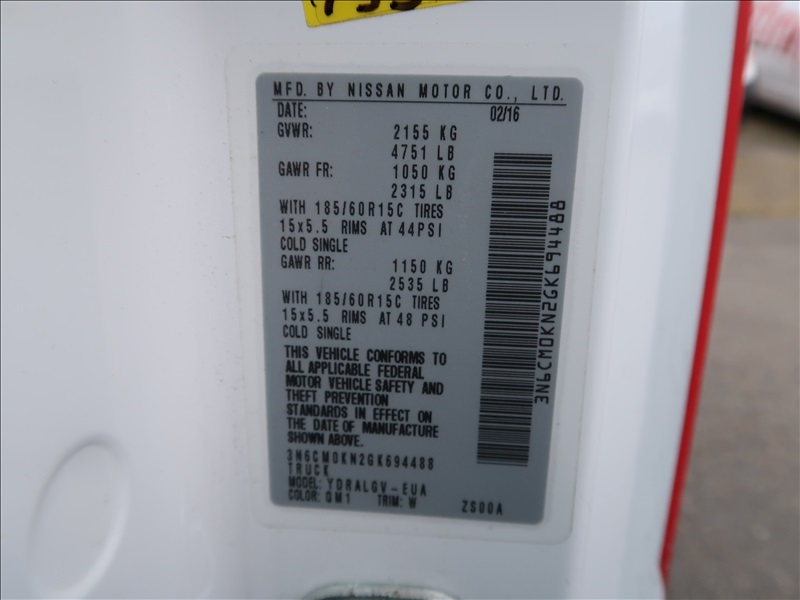 MFD. BY NISSAN MOTOR CO., LTD.
DATE: 02/16
GVWR: 2155 KG
4751 LB
GAWR FR: 1050 KG
2315 LB
WITH 185/60R15C TIRES
15x5.5 RIMS AT 44PSI
COLD SINGLE
GAWR RR: 1150 KG
2535 LB
WITH 185/60R15C TIRES
15x5.5 RIMS AT 48 PSI
COLD SINGLE
THIS VEHICLE CONFORMS TO
ALL APPLICABLE FEDERAL
MOTOR VEHICLE SAFETY AND
THEFT PREVENTION
STANDARDS IN EFFECT ON
THE DATE OF MANUFACTURE
SHOWN ABOVE.
3N6CM0KN2GK694488
TRUCK
MODEL: YDRALGV-EUA
COLOR: QM1 TRIM: W ZS00A
3N6CM0KN2GK694488